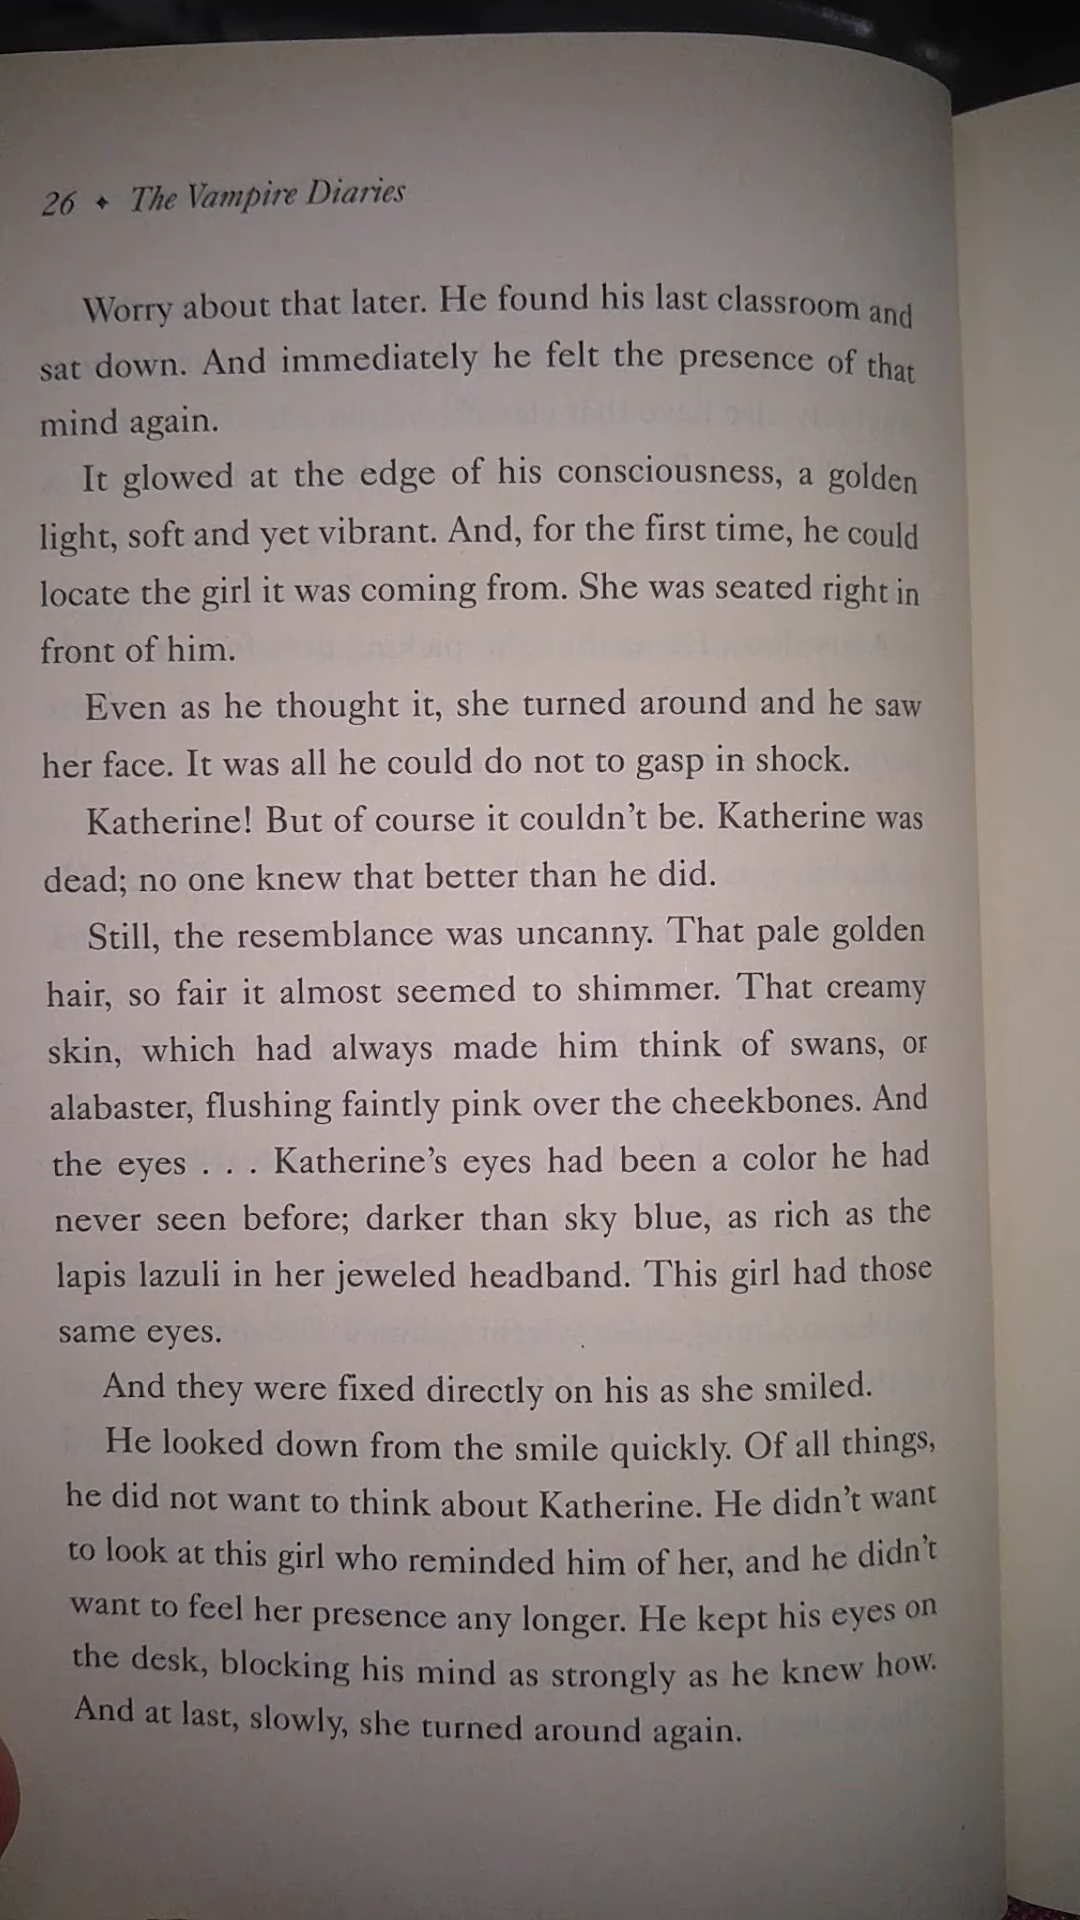 26 ✦ The Vampire Diaries
Worry about that later. He found his last classroom and
sat down. And immediately he felt the presence of that
mind again.
It glowed at the edge of his consciousness, a golden
light, soft and yet vibrant. And, for the first time, he could
locate the girl it was coming from. She was seated right in
front of him.
Even as he thought it, she turned around and he saw
her face. It was all he could do not to gasp in shock.
Katherine! But of course it couldn’t be. Katherine was
dead; no one knew that better than he did.
Still, the resemblance was uncanny. That pale golden
hair, so fair it almost seemed to shimmer. That creamy
skin, which had always made him think of swans, or
alabaster, flushing faintly pink over the cheekbones. And
the eyes . . . Katherine’s eyes had been a color he had
never seen before; darker than sky blue, as rich as the
lapis lazuli in her jeweled headband. This girl had those
same eyes.
And they were fixed directly on his as she smiled.
He looked down from the smile quickly. Of all things,
he did not want to think about Katherine. He didn’t want
to look at this girl who reminded him of her, and he didn’t
want to feel her presence any longer. He kept his eyes on
the desk, blocking his mind as strongly as he knew how.
And at last, slowly, she turned around again.